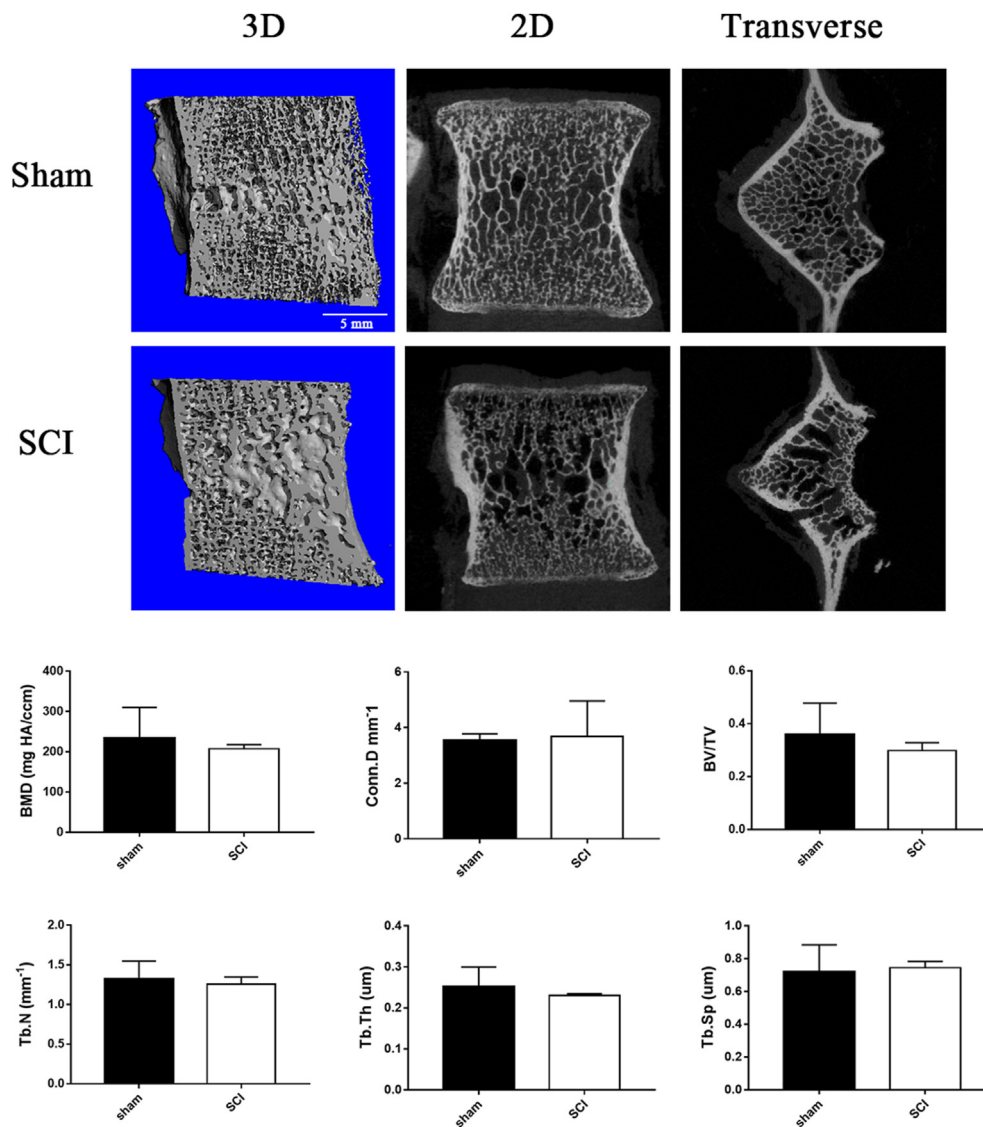 3D 2D Transverse
Sham
5 mm
SCI
BMD (mg HA/ccm)
400
300
200
100
0
sham SCI
Conn.D mm⁻¹
6
4
2
0
sham SCI
BV/TV
0.6
0.4
0.2
0.0
sham SCI
Tb.N (mm⁻¹)
2.0
1.5
1.0
0.5
0.0
sham SCI
Tb.Th (um)
0.4
0.3
0.2
0.1
0.0
sham SCI
Tb.Sp (um)
1.0
0.8
0.6
0.4
0.2
0.0
sham SCI